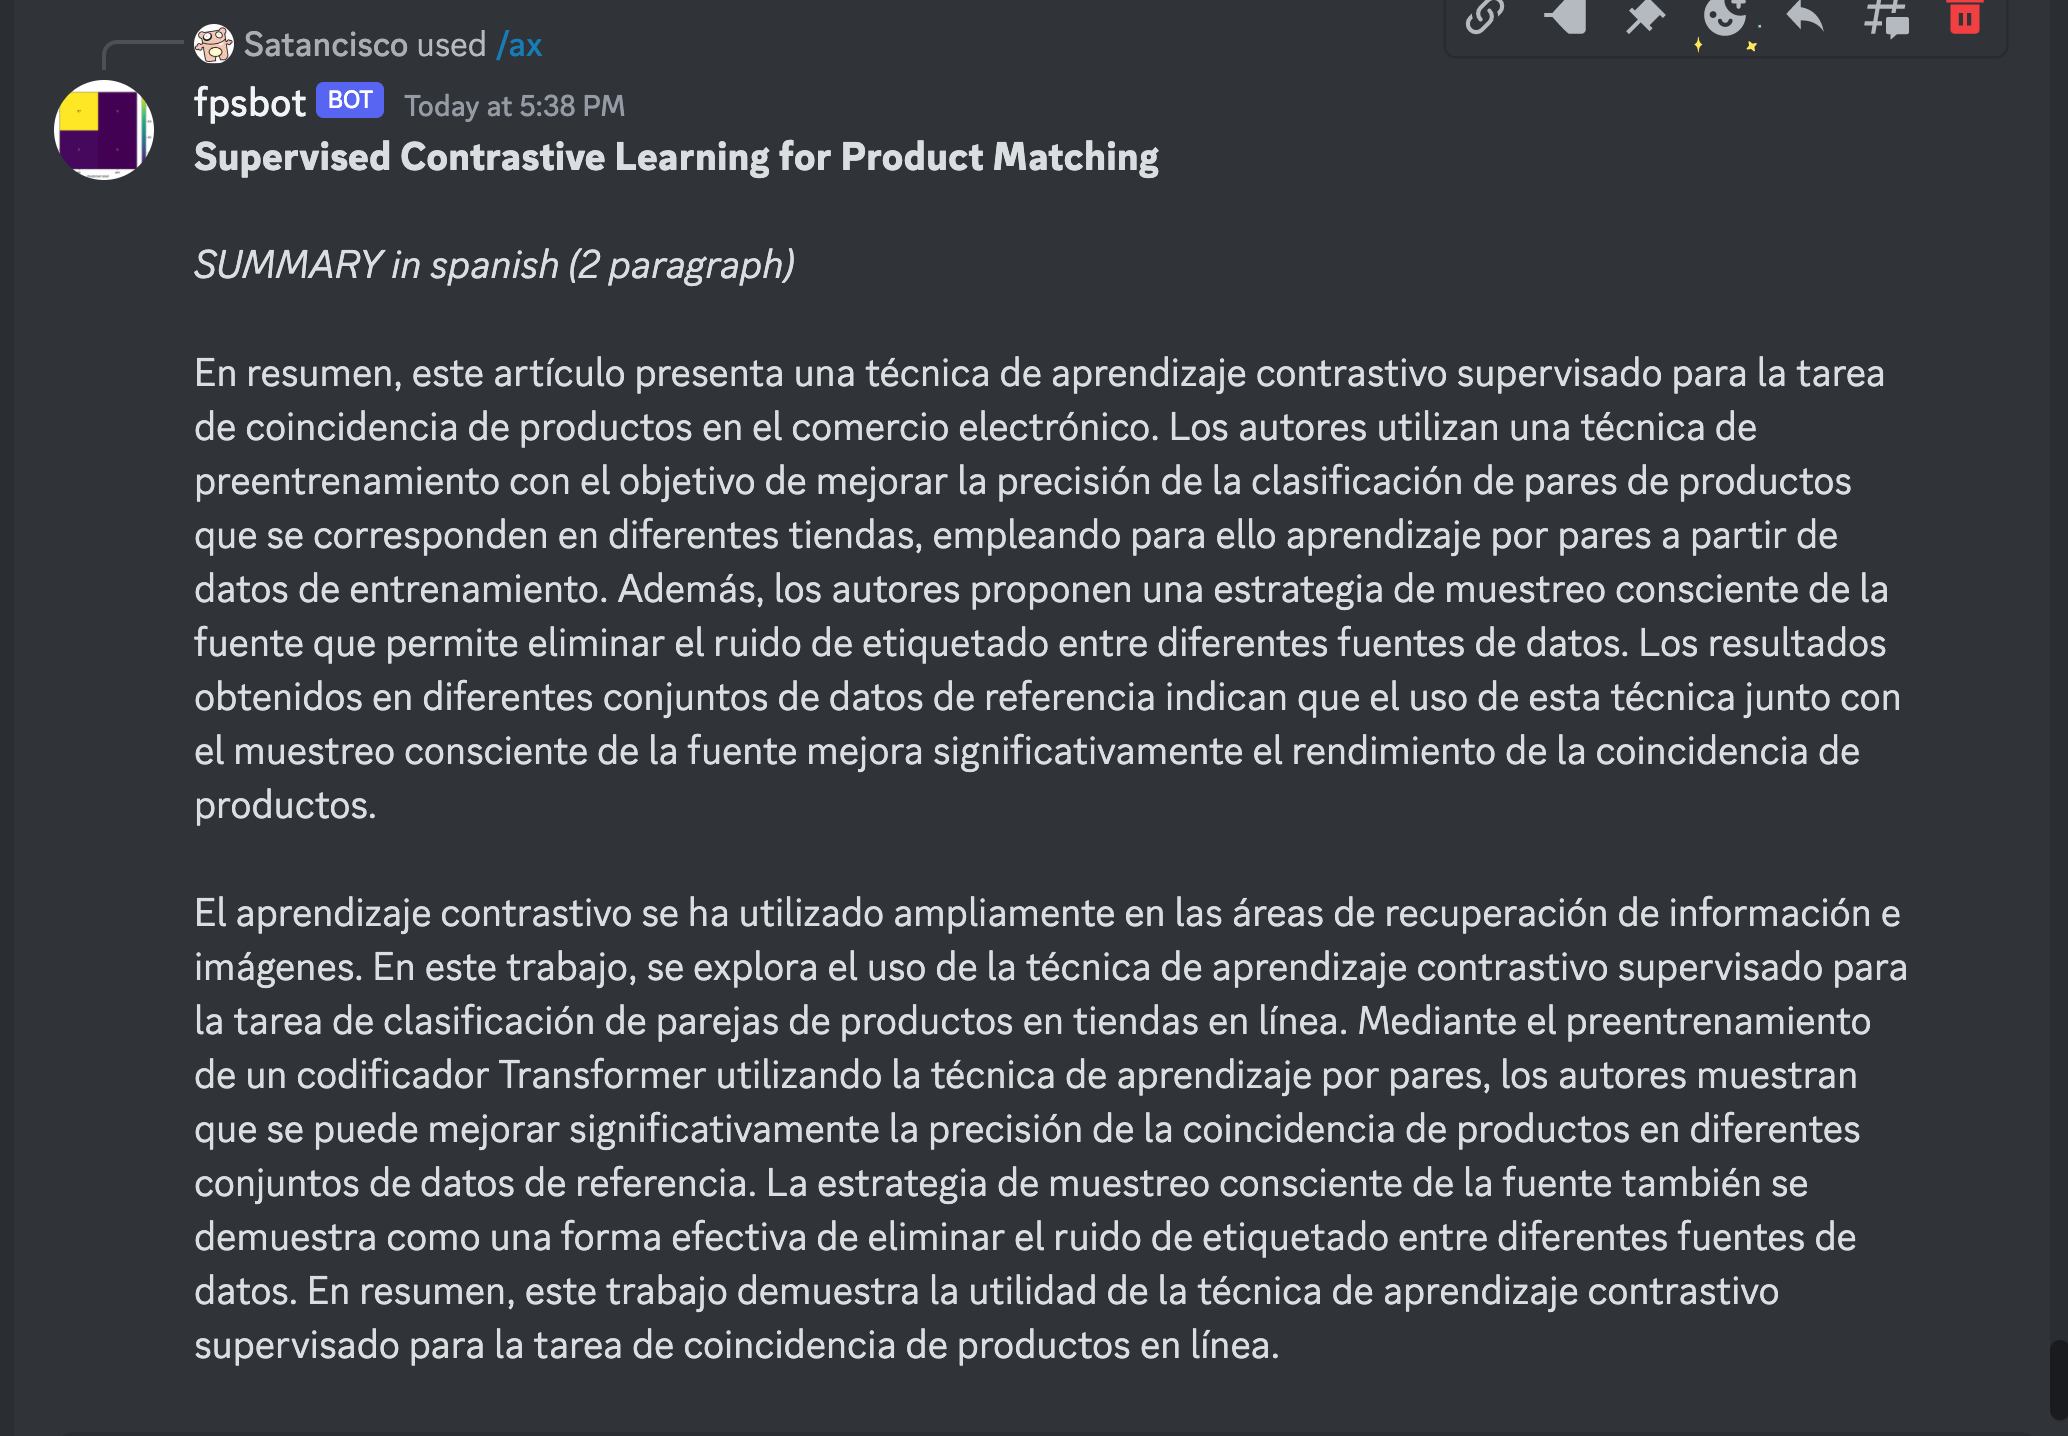 Satancisco used /ax
fpsbot BOT Today at 5:38 PM
Supervised Contrastive Learning for Product Matching
SUMMARY in spanish (2 paragraph)
En resumen, este artículo presenta una técnica de aprendizaje contrastivo supervisado para la tarea
de coincidencia de productos en el comercio electrónico. Los autores utilizan una técnica de
preentrenamiento con el objetivo de mejorar la precisión de la clasificación de pares de productos
que se corresponden en diferentes tiendas, empleando para ello aprendizaje por pares a partir de
datos de entrenamiento. Además, los autores proponen una estrategia de muestreo consciente de la
fuente que permite eliminar el ruido de etiquetado entre diferentes fuentes de datos. Los resultados
obtenidos en diferentes conjuntos de datos de referencia indican que el uso de esta técnica junto con
el muestreo consciente de la fuente mejora significativamente el rendimiento de la coincidencia de
productos.
El aprendizaje contrastivo se ha utilizado ampliamente en las áreas de recuperación de información e
imágenes. En este trabajo, se explora el uso de la técnica de aprendizaje contrastivo supervisado para
la tarea de clasificación de parejas de productos en tiendas en línea. Mediante el preentrenamiento
de un codificador Transformer utilizando la técnica de aprendizaje por pares, los autores muestran
que se puede mejorar significativamente la precisión de la coincidencia de productos en diferentes
conjuntos de datos de referencia. La estrategia de muestreo consciente de la fuente también se
demuestra como una forma efectiva de eliminar el ruido de etiquetado entre diferentes fuentes de
datos. En resumen, este trabajo demuestra la utilidad de la técnica de aprendizaje contrastivo
supervisado para la tarea de coincidencia de productos en línea.